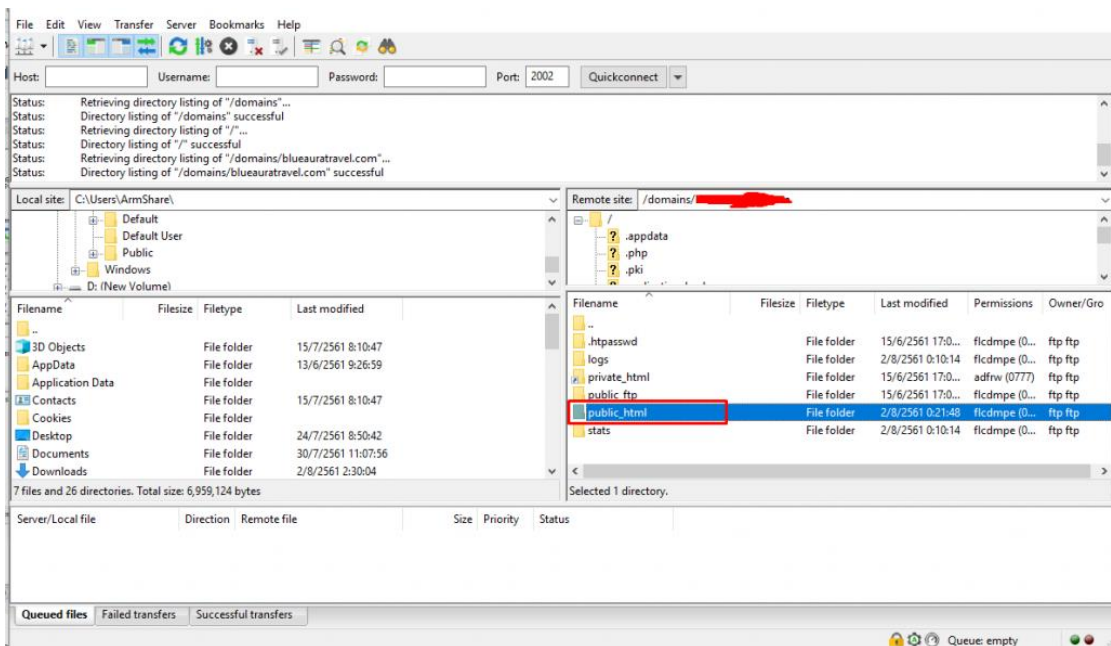 File Edit View Transfer Server Bookmarks Help
Host: Username: Password: Port: 2002 Quickconnect
Status: Retrieving directory listing of "/domains"...
Status: Directory listing of "/domains" successful
Status: Retrieving directory listing of "/"...
Status: Directory listing of "/" successful
Status: Retrieving directory listing of "/domains/blueauratravel.com"...
Status: Directory listing of "/domains/blueauratravel.com" successful
Local site: C:\Users\ArmShare\
Default
Default User
Public
Windows
D: (New Volume)
Remote site: /domains/
/
? .appdata
? .php
? .pki
Filename Filesize Filetype Last modified
..
3D Objects File folder 15/7/2561 8:10:47
AppData File folder 13/6/2561 9:26:59
Application Data File folder
Contacts File folder 15/7/2561 8:10:47
Cookies File folder
Desktop File folder 24/7/2561 8:50:42
Documents File folder 30/7/2561 11:07:56
Downloads File folder 2/8/2561 2:30:04
7 files and 26 directories. Total size: 6,959,124 bytes
Filename Filesize Filetype Last modified Permissions Owner/Gro
..
.htpasswd File folder 15/6/2561 17:0... flcdmpe (0... ftp ftp
logs File folder 2/8/2561 0:10:14 flcdmpe (0... ftp ftp
private_html File folder 15/6/2561 17:0... adfrw (0777) ftp ftp
public_ftp File folder 15/6/2561 17:0... flcdmpe (0... ftp ftp
public_html File folder 2/8/2561 0:21:48 flcdmpe (0... ftp ftp
stats File folder 2/8/2561 0:10:14 flcdmpe (0... ftp ftp
Selected 1 directory.
Server/Local file Direction Remote file Size Priority Status
Queued files Failed transfers Successful transfers
Queue: empty